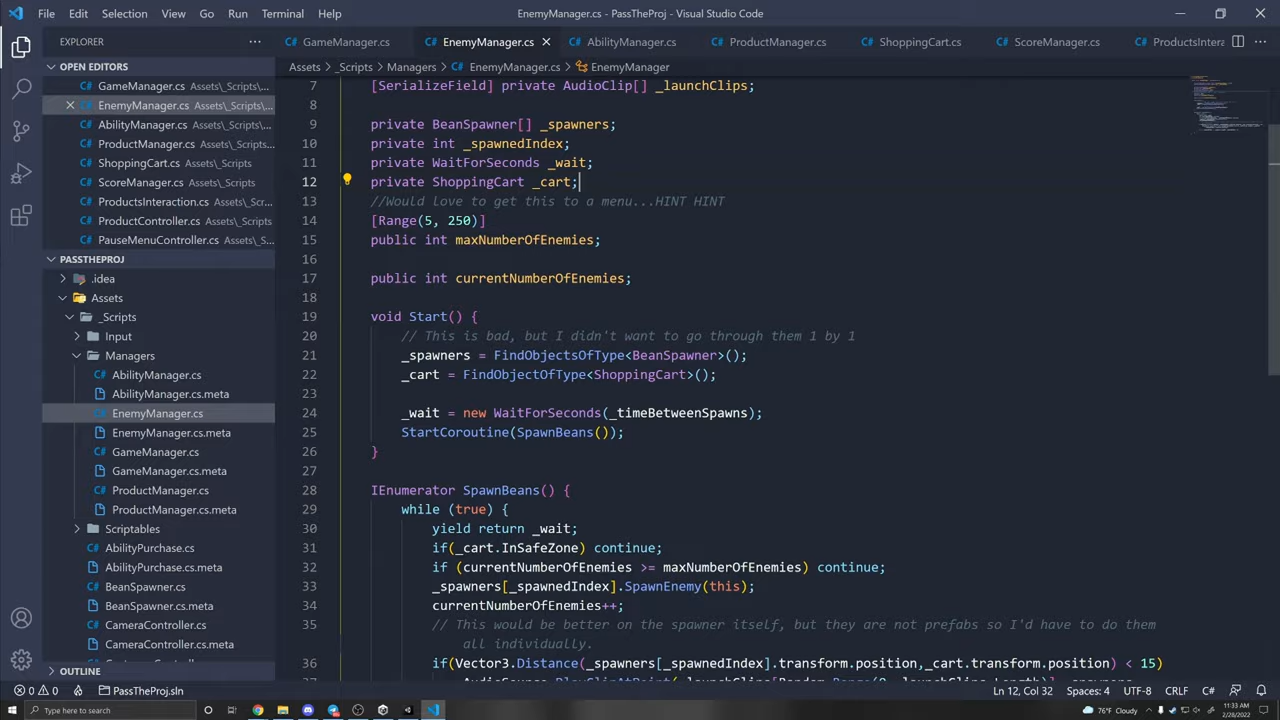 File Edit Selection View Go Run Terminal Help EnemyManager.cs - PassTheProj - Visual Studio Code
EXPLORER
GameManager.cs EnemyManager.cs AbilityManager.cs ProductManager.cs ShoppingCart.cs ScoreManager.cs ProductsIntera
OPEN EDITORS
Assets > _Scripts > Managers > EnemyManager.cs > EnemyManager
GameManager.cs Assets\_Scripts\...
EnemyManager.cs Assets\_Scripts\...
AbilityManager.cs Assets\_Scripts\...
ProductManager.cs Assets\_Scripts\...
ShoppingCart.cs Assets\_Scripts
ScoreManager.cs Assets\_Scripts
ProductsInteraction.cs Assets\_S...
ProductController.cs Assets\_Scripts
PauseMenuController.cs Assets\_S...
PASSTHEPROJ
.idea
Assets
_Scripts
Input
Managers
AbilityManager.cs
AbilityManager.cs.meta
EnemyManager.cs
EnemyManager.cs.meta
GameManager.cs
GameManager.cs.meta
ProductManager.cs
ProductManager.cs.meta
Scriptables
AbilityPurchase.cs
AbilityPurchase.cs.meta
BeanSpawner.cs
BeanSpawner.cs.meta
CameraController.cs
CameraController.cs.meta
OUTLINE
7 [SerializeField] private AudioClip[] _launchClips;
8
9 private BeanSpawner[] _spawners;
10 private int _spawnedIndex;
11 private WaitForSeconds _wait;
12 private ShoppingCart _cart;
13 //Would love to get this to a menu...HINT HINT
14 [Range(5, 250)]
15 public int maxNumberOfEnemies;
16
17 public int currentNumberOfEnemies;
18
19 void Start() {
20 // This is bad, but I didn't want to go through them 1 by 1
21 _spawners = FindObjectsOfType<BeanSpawner>();
22 _cart = FindObjectOfType<ShoppingCart>();
23
24 _wait = new WaitForSeconds(_timeBetweenSpawns);
25 StartCoroutine(SpawnBeans());
26 }
27
28 IEnumerator SpawnBeans() {
29 while (true) {
30 yield return _wait;
31 if(_cart.InSafeZone) continue;
32 if (currentNumberOfEnemies >= maxNumberOfEnemies) continue;
33 _spawners[_spawnedIndex].SpawnEnemy(this);
34 currentNumberOfEnemies++;
35 // This would be better on the spawner itself, but they are not prefabs so I'd have to do them
all individually.
36 if(Vector3.Distance(_spawners[_spawnedIndex].transform.position,_cart.transform.position) < 15)
0 0 PassTheProj.sln Ln 12, Col 32 Spaces: 4 UTF-8 CRLF C#
Type here to search 76°F Cloudy 11:33 AM
2/28/2022